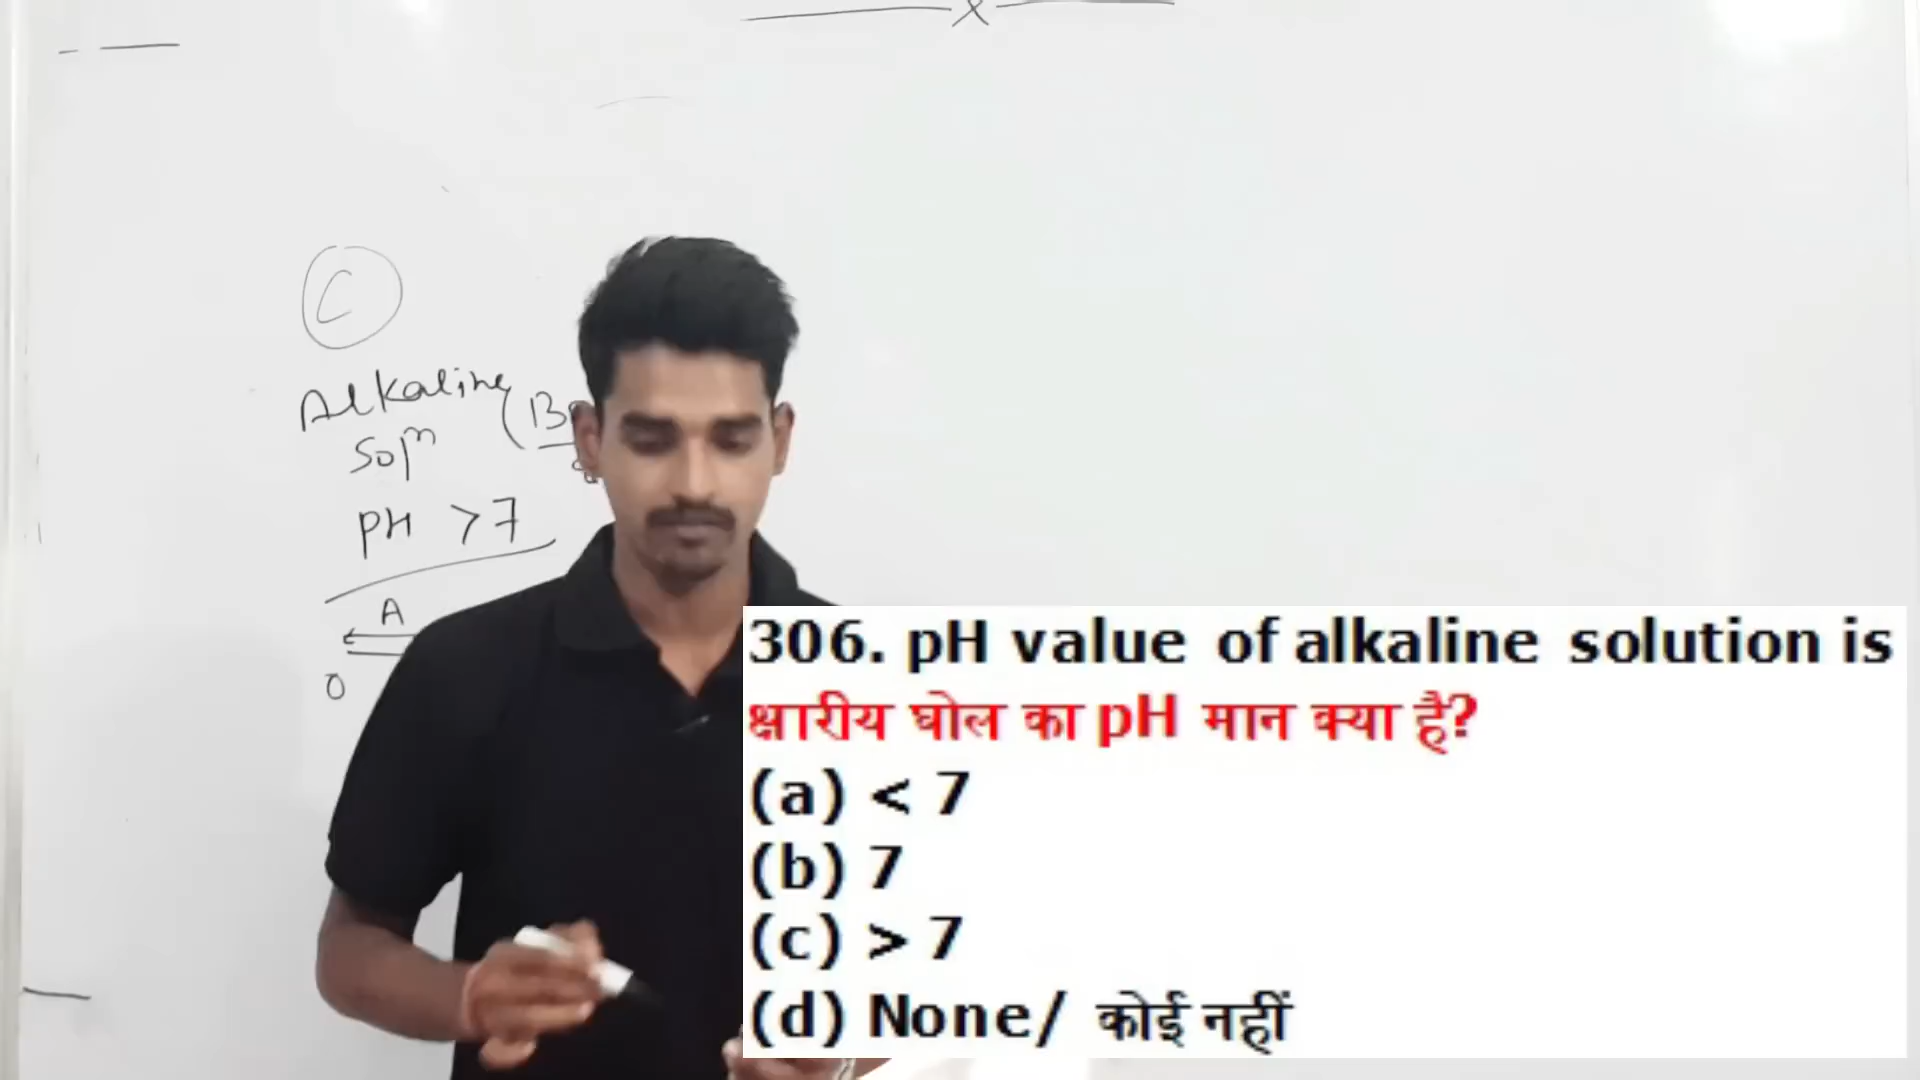 x
C
Alkaline
Solⁿ
PH >7
A
0
306. pH value of alkaline solution is
क्षारीय घोल का pH मान क्या है?
(a) < 7
(b) 7
(c) > 7
(d) None/ कोई नहीं